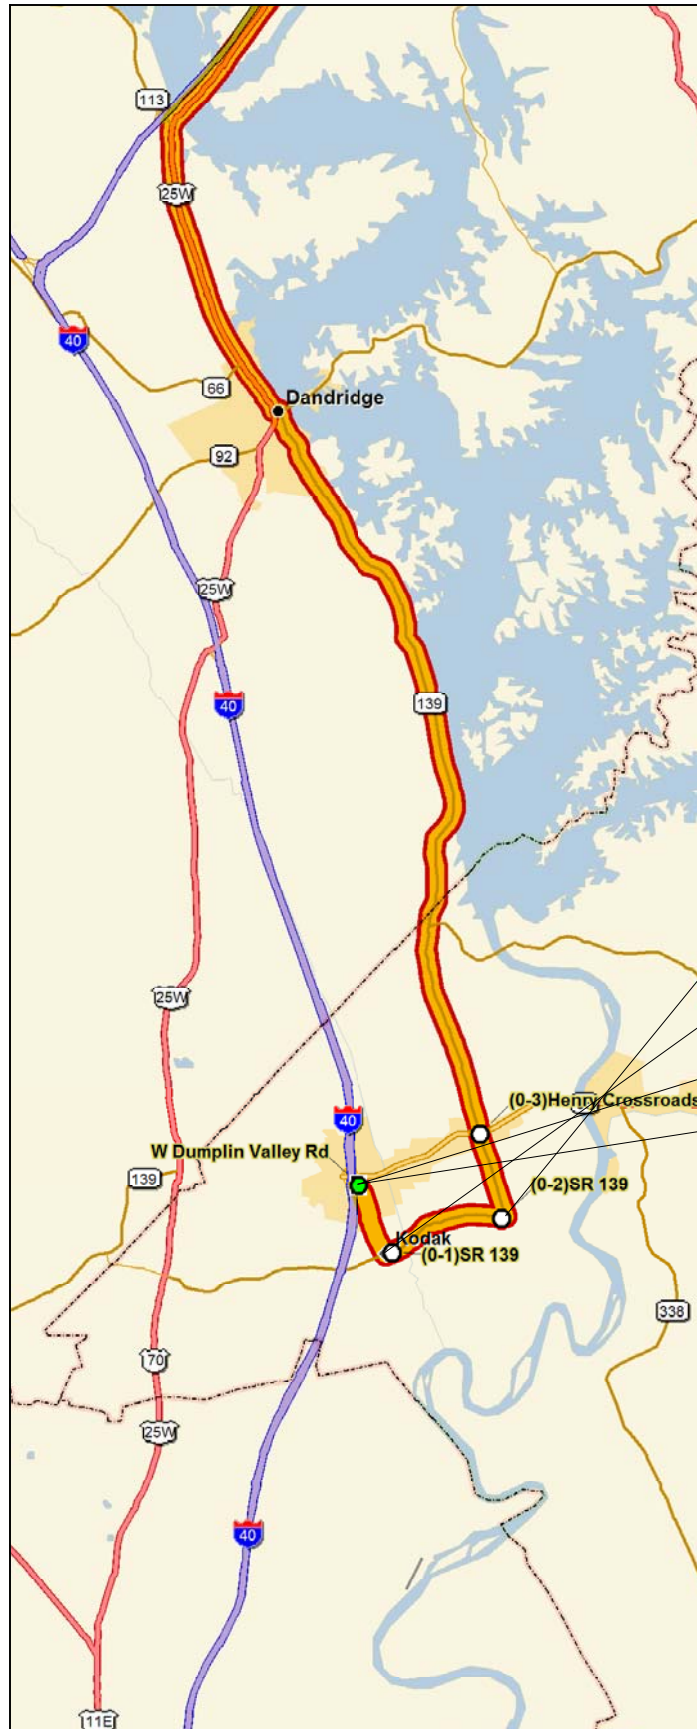 113
25W
40
66
Dandridge
92
25W
40
139
25W
(0-3)Henry Crossroads
40
W Dumplin Valley Rd
139
(0-2)SR 139
Kodak
(0-1)SR 139
338
70
25W
40
11E